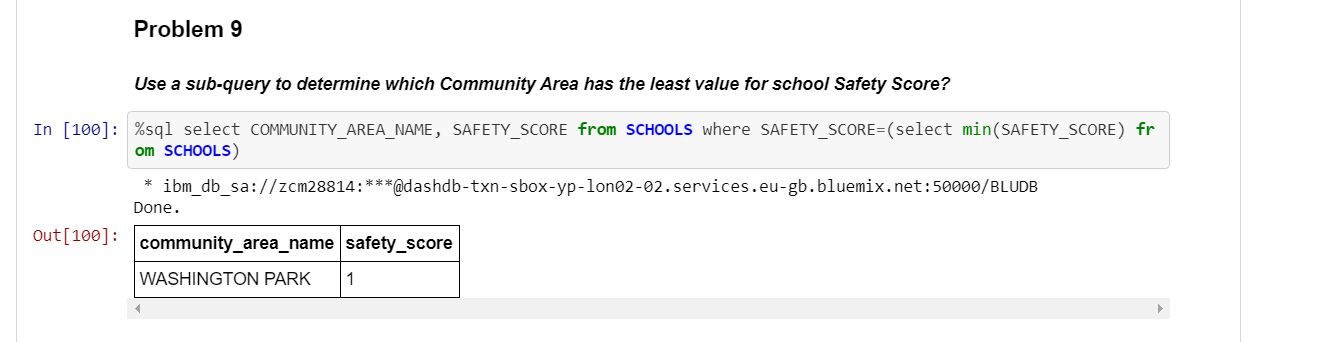 Problem 9
Use a sub-query to determine which Community Area has the least value for school Safety Score?
In [100]: %sql select COMMUNITY_AREA_NAME, SAFETY_SCORE from SCHOOLS where SAFETY_SCORE=(select min(SAFETY_SCORE) fr
om SCHOOLS)
* ibm_db_sa://zcm28814:***@dashdb-txn-sbox-yp-lon02-02.services.eu-gb.bluemix.net:50000/BLUDB
Done.
Out[100]: community_area_name safety_score
WASHINGTON PARK 1